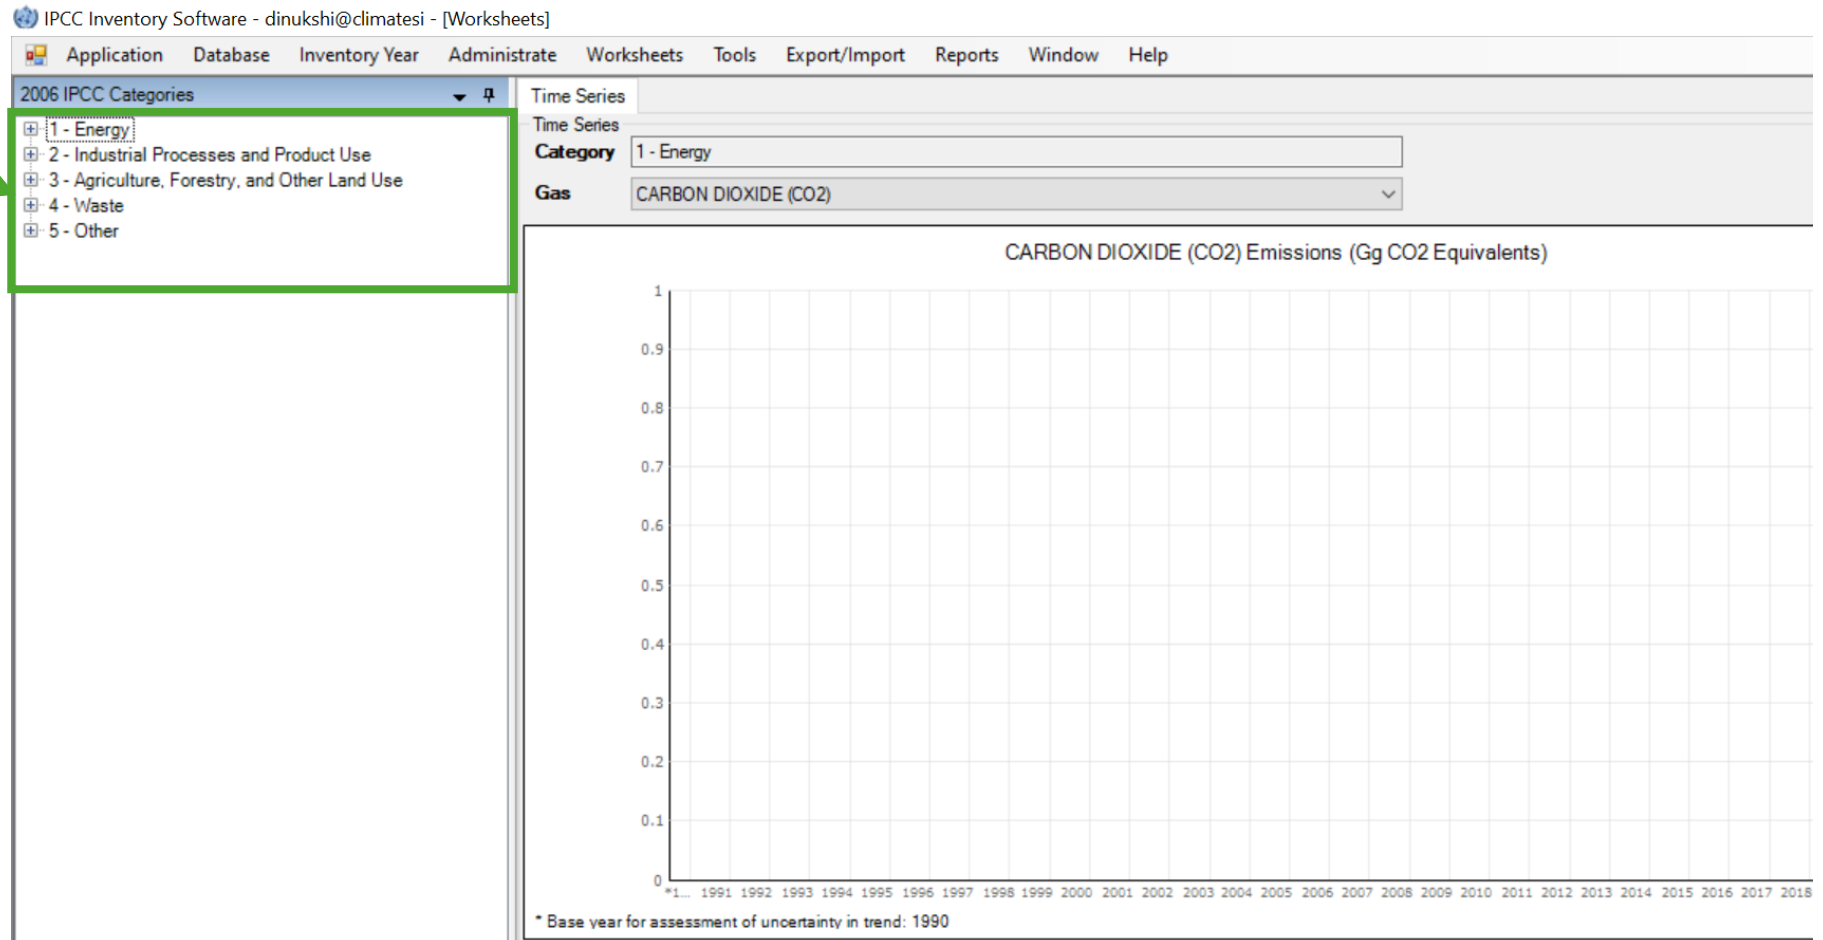 IPCC Inventory Software - dinukshi@climatesi - [Worksheets]
Application Database Inventory Year Administrate Worksheets Tools Export/Import Reports Window Help
2006 IPCC Categories
1 - Energy
2 - Industrial Processes and Product Use
3 - Agriculture, Forestry, and Other Land Use
4 - Waste
5 - Other
Time Series
Time Series
Category 1 - Energy
Gas CARBON DIOXIDE (CO2)
CARBON DIOXIDE (CO2) Emissions (Gg CO2 Equivalents)
1
0.9
0.8
0.7
0.6
0.5
0.4
0.3
0.2
0.1
0
*1... 1991 1992 1993 1994 1995 1996 1997 1998 1999 2000 2001 2002 2003 2004 2005 2006 2007 2008 2009 2010 2011 2012 2013 2014 2015 2016 2017 2018
* Base year for assessment of uncertainty in trend: 1990